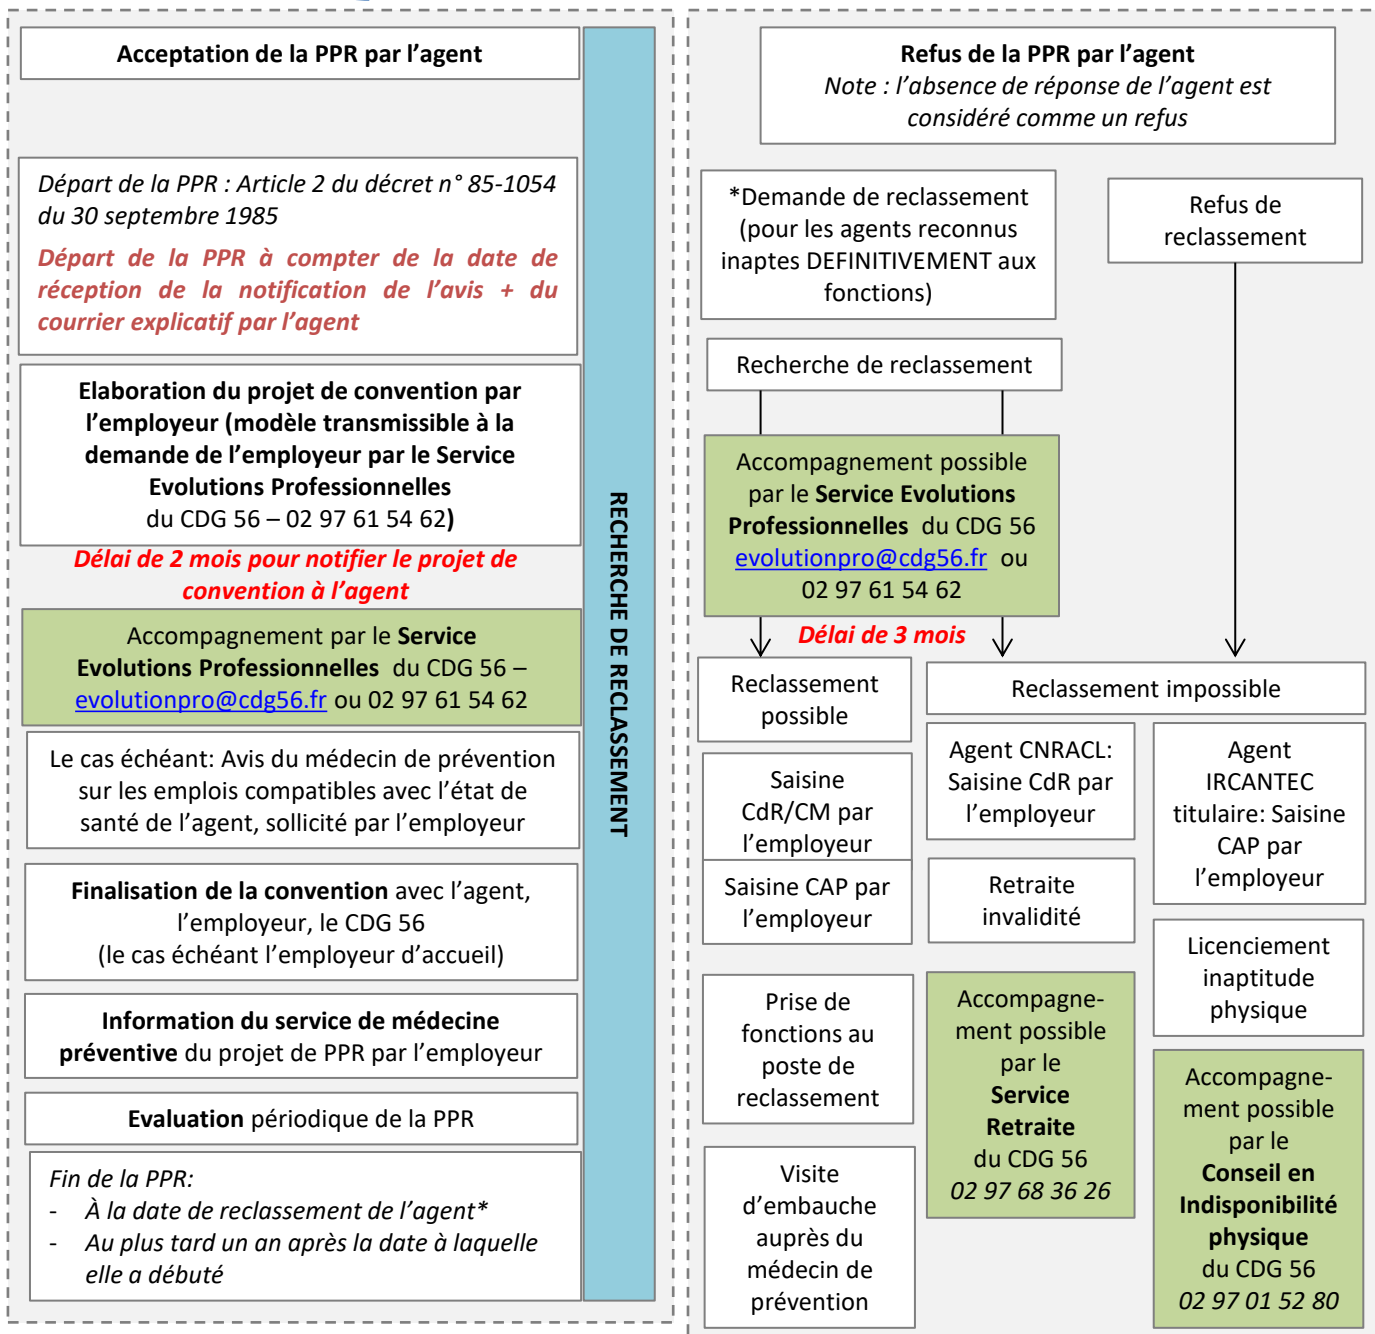 Acceptation de la PPR par l'agent
Départ de la PPR : Article 2 du décret n° 85-1054
du 30 septembre 1985
Départ de la PPR à compter de la date de
réception de la notification de l'avis + du
courrier explicatif par l'agent
Elaboration du projet de convention par
l'employeur (modèle transmissible à la
demande de l'employeur par le Service
Evolutions Professionnelles
du CDG 56 – 02 97 61 54 62)
Délai de 2 mois pour notifier le projet de
convention à l'agent
Accompagnement par le Service
Evolutions Professionnelles du CDG 56 –
evolutionpro@cdg56.fr ou 02 97 61 54 62
Le cas échéant: Avis du médecin de prévention
sur les emplois compatibles avec l'état de
santé de l'agent, sollicité par l'employeur
Finalisation de la convention avec l'agent,
l'employeur, le CDG 56
(le cas échéant l'employeur d'accueil)
Information du service de médecine
préventive du projet de PPR par l'employeur
Evaluation périodique de la PPR
Fin de la PPR:
- À la date de reclassement de l'agent*
- Au plus tard un an après la date à laquelle
elle a débuté
RECHERCHE DE RECLASSEMENT
Refus de la PPR par l'agent
Note : l'absence de réponse de l'agent est
considéré comme un refus
*Demande de reclassement
(pour les agents reconnus
inaptes DEFINITIVEMENT aux
fonctions)
Refus de
reclassement
Recherche de reclassement
Accompagnement possible
par le Service Evolutions
Professionnelles du CDG 56
evolutionpro@cdg56.fr ou
02 97 61 54 62
Délai de 3 mois
Reclassement
possible
Saisine
CdR/CM par
l'employeur
Saisine CAP par
l'employeur
Prise de
fonctions au
poste de
reclassement
Visite
d'embauche
auprès du
médecin de
prévention
Reclassement impossible
Agent CNRACL:
Saisine CdR par
l'employeur
Retraite
invalidité
Accompagne-
ment possible
par le
Service
Retraite
du CDG 56
02 97 68 36 26
Agent
IRCANTEC
titulaire: Saisine
CAP par
l'employeur
Licenciement
inaptitude
physique
Accompagne-
ment possible
par le
Conseil en
Indisponibilité
physique
du CDG 56
02 97 01 52 80